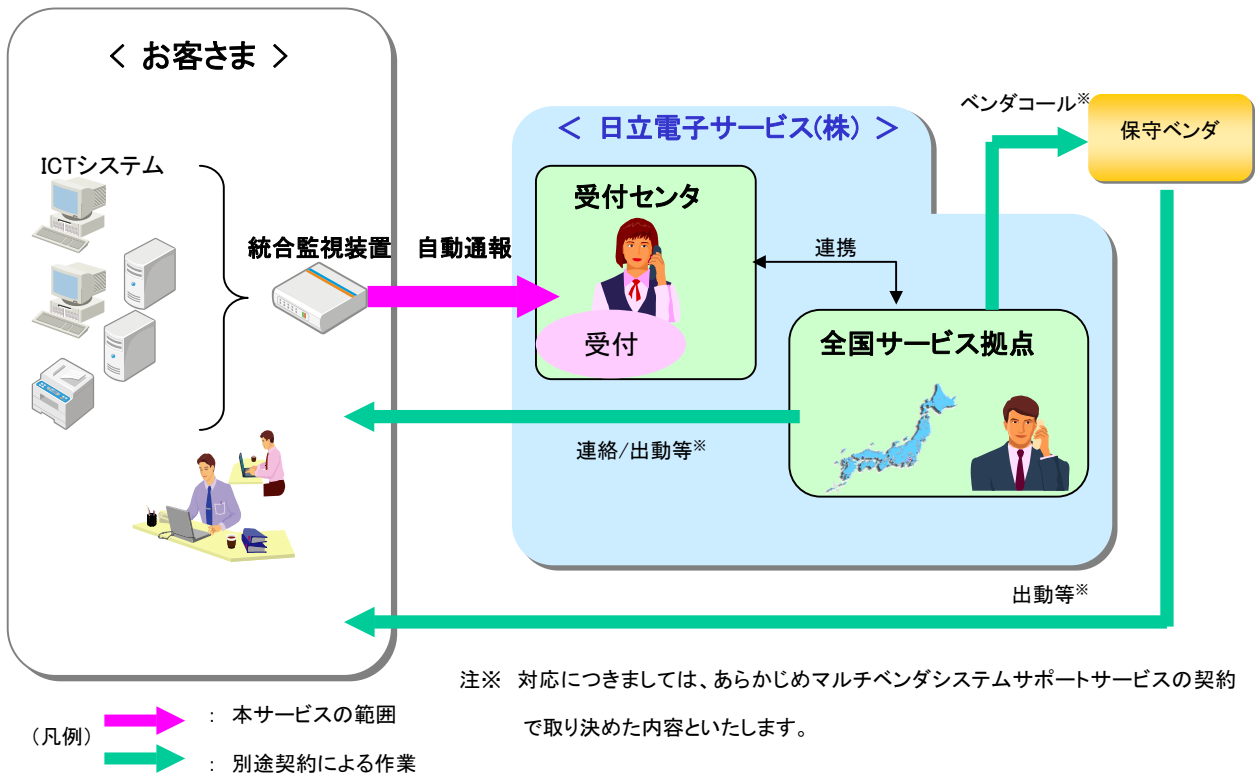 < お客さま >
ICTシステム
統合監視装置
自動通報
< 日立電子サービス(株) >
受付センタ
受付
連携
全国サービス拠点
ベンダコール※
保守ベンダ
連絡/出動等※
出動等※
注※ 対応につきましては、あらかじめマルチベンダシステムサポートサービスの契約
で取り決めた内容といたします。
(凡例)
: 本サービスの範囲
: 別途契約による作業